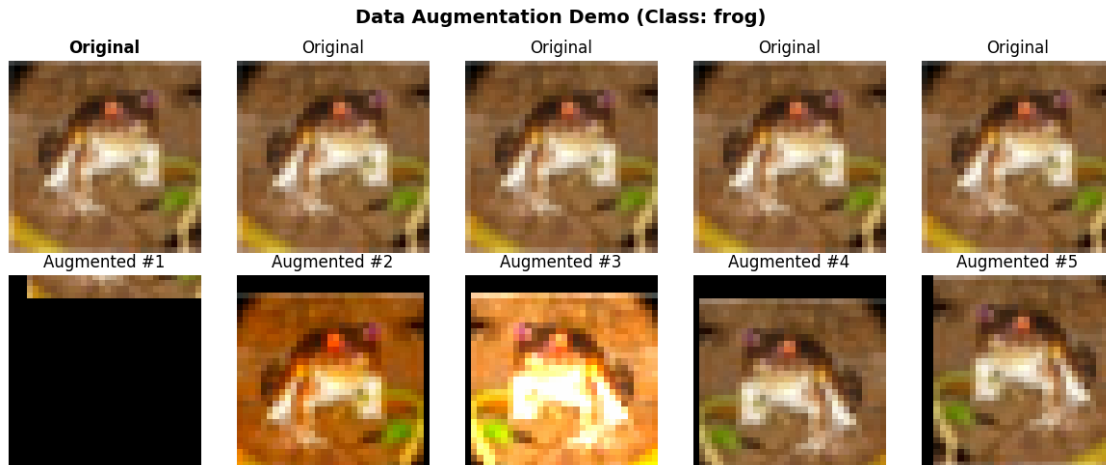 Data Augmentation Demo (Class: frog)
Original Original Original Original Original
Augmented #1 Augmented #2 Augmented #3 Augmented #4 Augmented #5